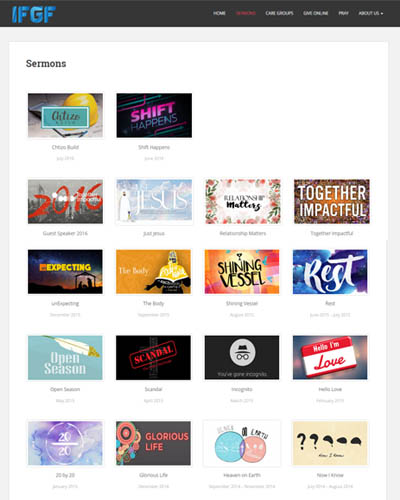 IFGF
HOME SERMONS CARE GROUPS GIVE ONLINE PRAY ABOUT US
Sermons
Chtizo
BUILD
SHIFT
HAPPENS
Chtizo Build
Shift Happens
July 2016
June 2016
2016
JUST
JESUS
RELATIONSHIP
Matters
TOGETHER
IMPACTFUL
Guest Speaker 2016
Just Jesus
Relationship Matters
Together Impactful
EXPECTING
The Body
SHINING
VESSEL
Rest
unExpecting
The Body
Shining Vessel
Rest
December 2015
September 2015
August 2015
June 2015 - July 2015
OPEN
SEASON
SCANDAL
You've gone incognito.
Hello I'm
Love
Open Season
Scandal
Incognito
Hello Love
May 2015
April 2015
March 2015
February 2015
20
20
GLORIOUS
LIFE
HEAVEN ON EARTH
Now I Know
20 by 20
Glorious Life
Heaven on Earth
Now I Know
January 2015
December 2014
September 2014 - November 2014
July 2014 - August 2014